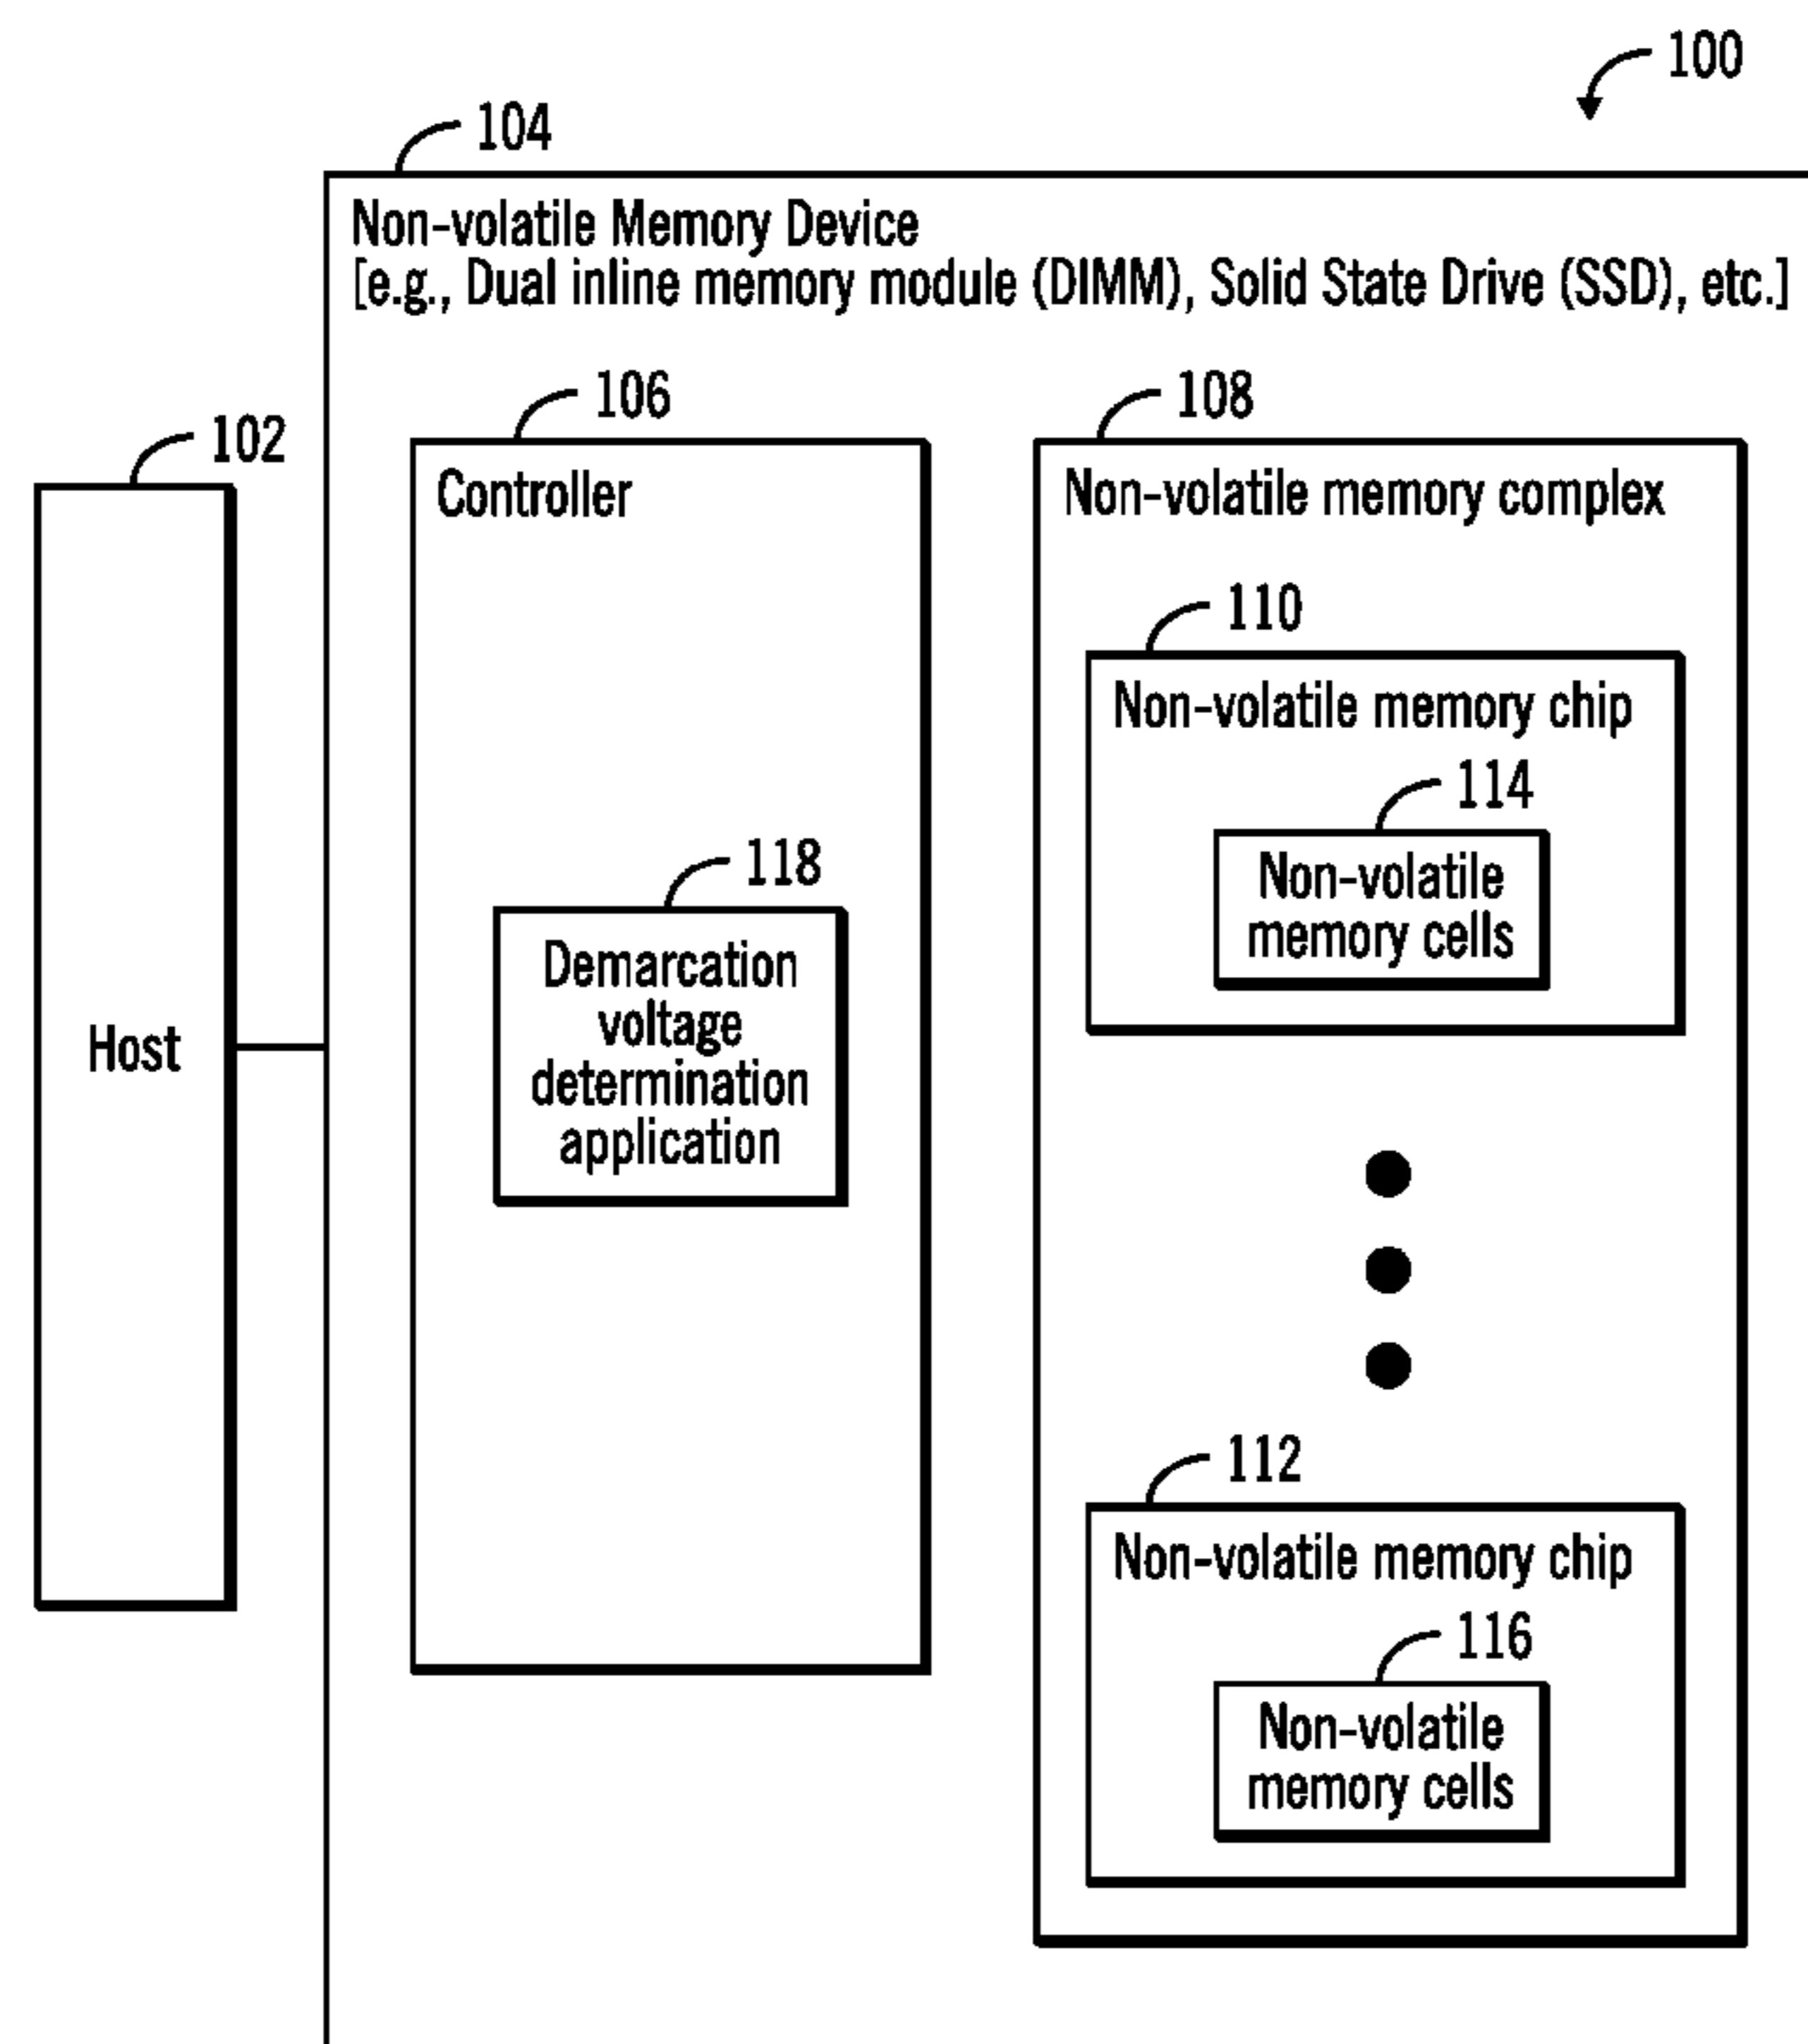 100
104
Non-volatile Memory Device
[e.g., Dual inline memory module (DIMM), Solid State Drive (SSD), etc.]
102
Host
106
Controller
118
Demarcation
voltage
determination
application
108
Non-volatile memory complex
110
Non-volatile memory chip
114
Non-volatile
memory cells
112
Non-volatile memory chip
116
Non-volatile
memory cells